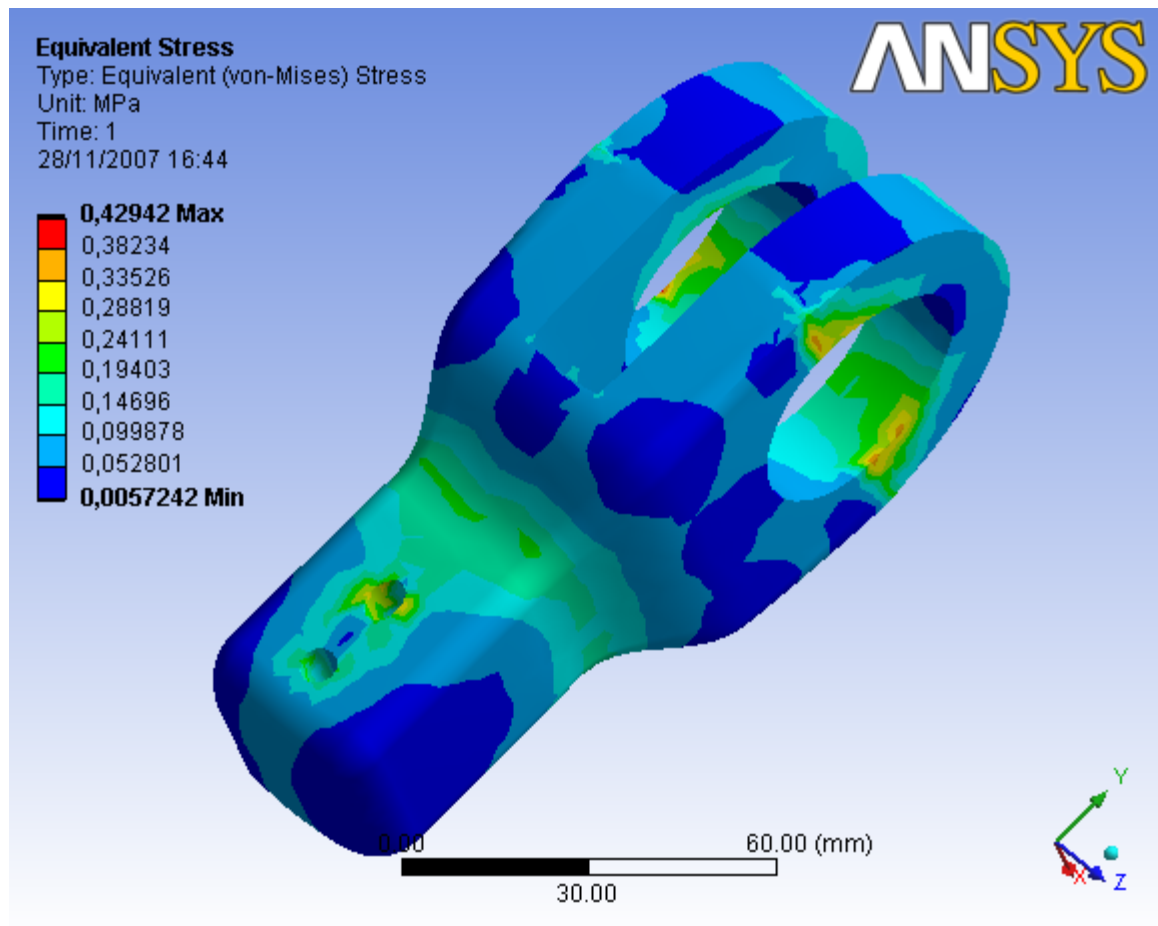 Equivalent Stress
Type: Equivalent (von-Mises) Stress
Unit: MPa
Time: 1
28/11/2007 16:44
ANSYS
0,42942 Max
0,38234
0,33526
0,28819
0,24111
0,19403
0,14696
0,099878
0,052801
0,0057242 Min
0.00
60.00 (mm)
30.00
Y
X
Z